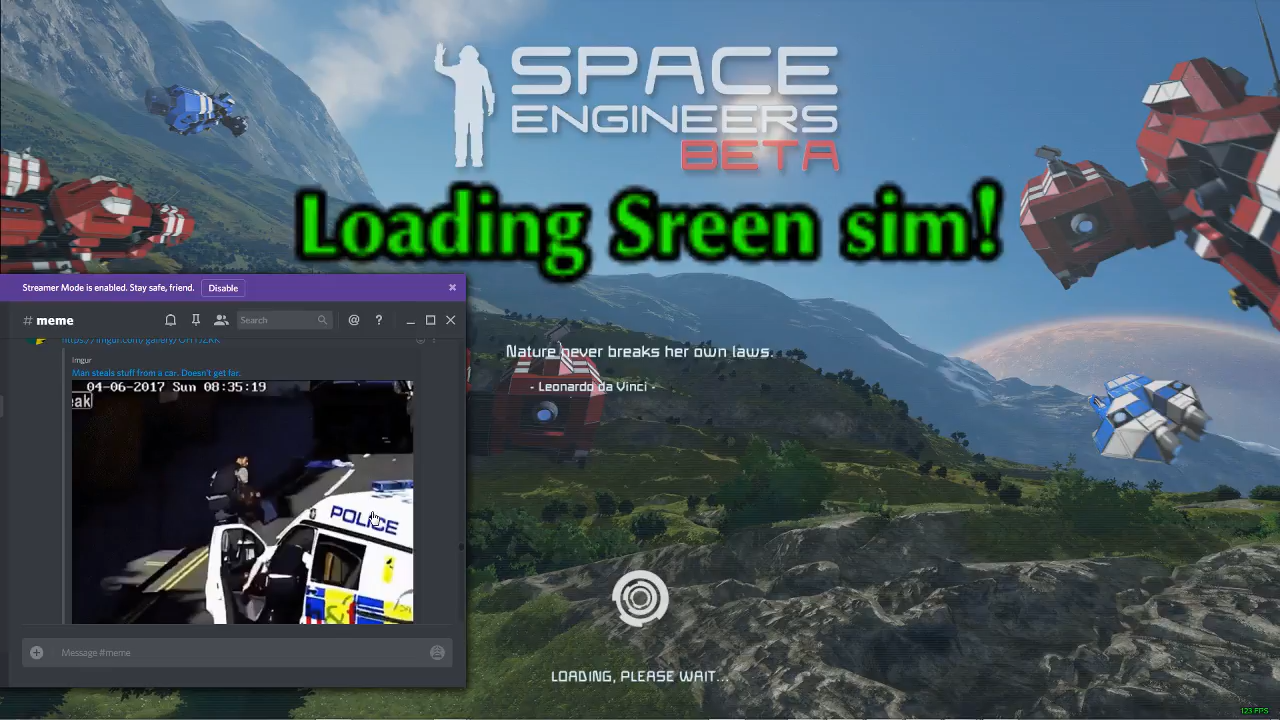 SPACE
ENGINEERS
BETA
Loading Sreen sim!
Streamer Mode is enabled. Stay safe, friend. Disable
# meme
Search
Imgur
Man steals stuff from a car. Doesn't get far.
04-06-2017 Sun 08:35:19
eak
POLICE
Message #meme
Nature never breaks her own laws.
- Leonardo da Vinci -
LOADING, PLEASE WAIT...
123 FPS